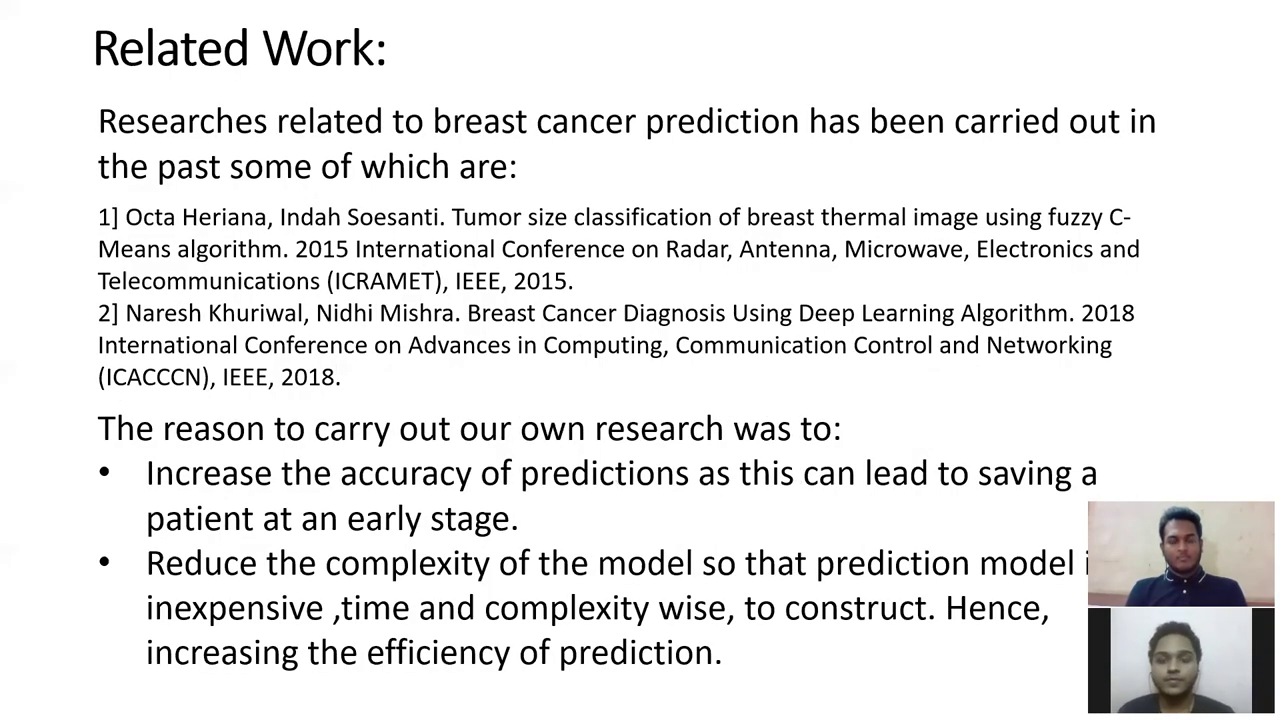 Related Work:
Researches related to breast cancer prediction has been carried out in
the past some of which are:
1] Octa Heriana, Indah Soesanti. Tumor size classification of breast thermal image using fuzzy C-
Means algorithm. 2015 International Conference on Radar, Antenna, Microwave, Electronics and
Telecommunications (ICRAMET), IEEE, 2015.
2] Naresh Khuriwal, Nidhi Mishra. Breast Cancer Diagnosis Using Deep Learning Algorithm. 2018
International Conference on Advances in Computing, Communication Control and Networking
(ICACCCN), IEEE, 2018.
The reason to carry out our own research was to:
• Increase the accuracy of predictions as this can lead to saving a
patient at an early stage.
• Reduce the complexity of the model so that prediction model
inexpensive ,time and complexity wise, to construct. Hence,
increasing the efficiency of prediction.